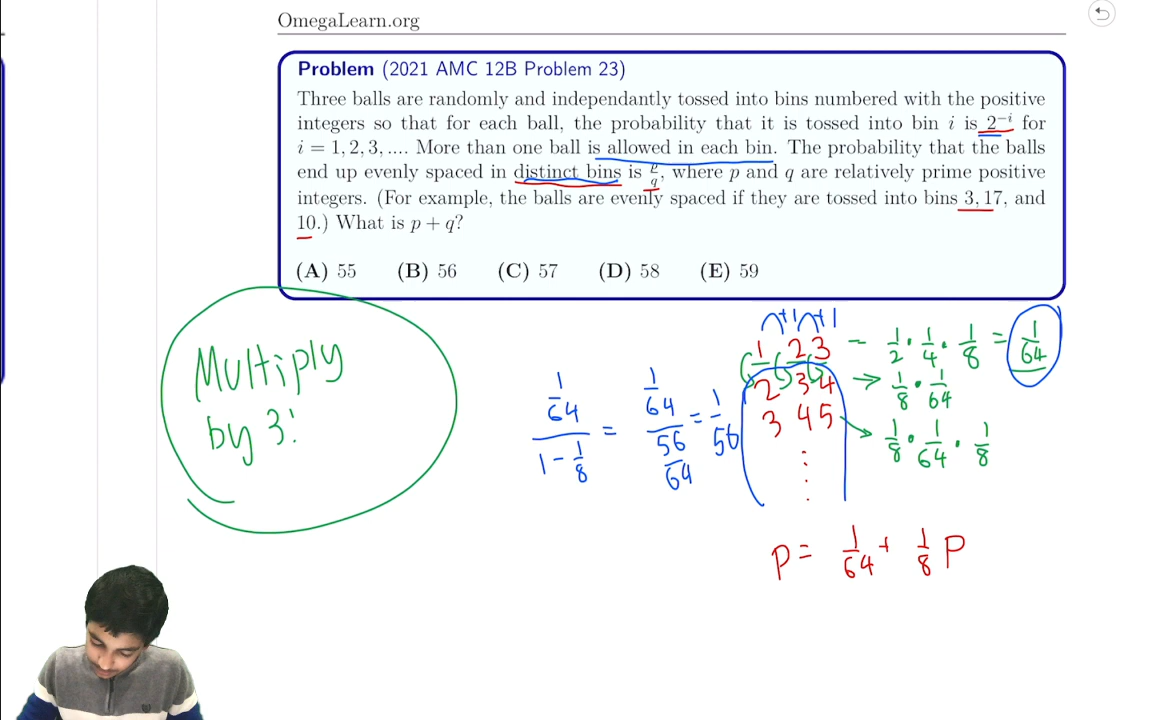 OmegaLearn.org
Problem (2021 AMC 12B Problem 23)
Three balls are randomly and independantly tossed into bins numbered with the positive
integers so that for each ball, the probability that it is tossed into bin i is 2^{-i} for
i = 1, 2, 3, .... More than one ball is allowed in each bin. The probability that the balls
end up evenly spaced in distinct bins is p/q, where p and q are relatively prime positive
integers. (For example, the balls are evenly spaced if they are tossed into bins 3, 17, and
10.) What is p + q?
(A) 55 (B) 56 (C) 57 (D) 58 (E) 59
Multiply
by 3!
1/64 / (1 - 1/8) = 1/64 / 56/64 = 1/56
+1 +1
1 2 3 - 1/2 · 1/4 · 1/8 = 1/64
2 3 4 → 1/8 · 1/64
3 4 5 → 1/8 · 1/64 · 1/8
⋮
p = 1/64 + 1/8 p